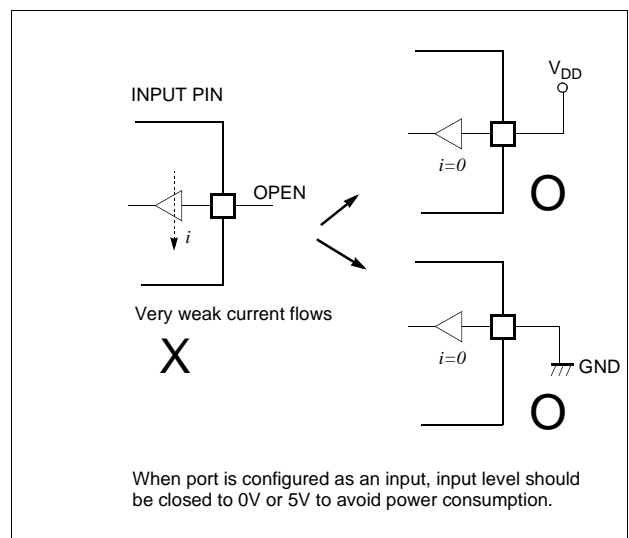 INPUT PIN
OPEN
i
Very weak current flows
X
V_DD
i=0
O
i=0
GND
O
When port is configured as an input, input level should
be closed to 0V or 5V to avoid power consumption.